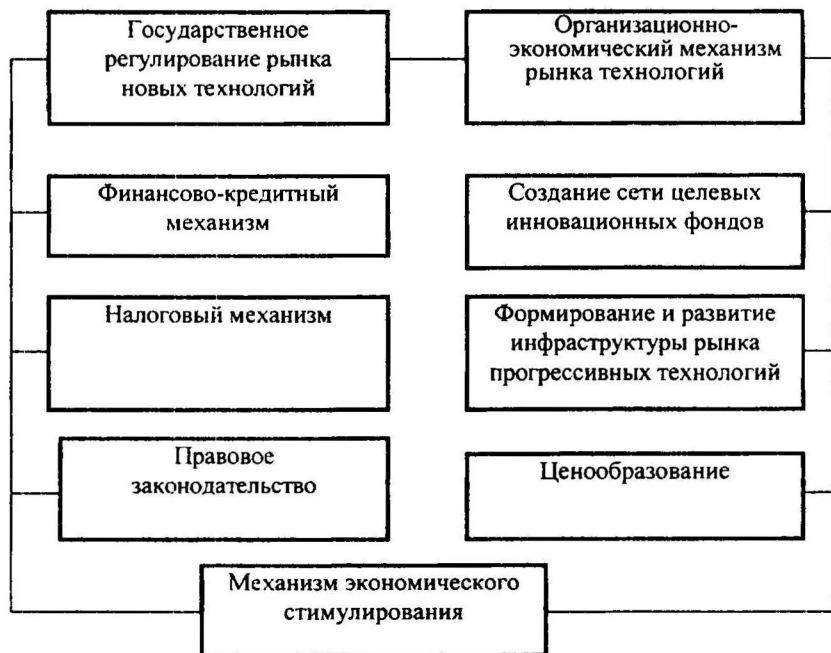 Государственное
регулирование рынка
новых технологий
Организационно-
экономический механизм
рынка технологий
Финансово-кредитный
механизм
Создание сети целевых
инновационных фондов
Налоговый механизм
Формирование и развитие
инфраструктуры рынка
прогрессивных технологий
Правовое
законодательство
Ценообразование
Механизм экономического
стимулирования